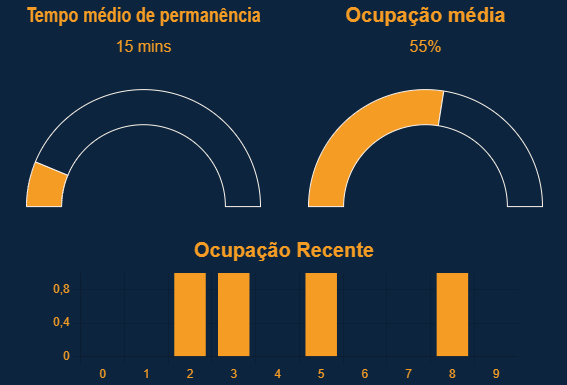 Tempo médio de permanência
15 mins
Ocupação média
55%
Ocupação Recente
0,8
0,4
0
0 1 2 3 4 5 6 7 8 9